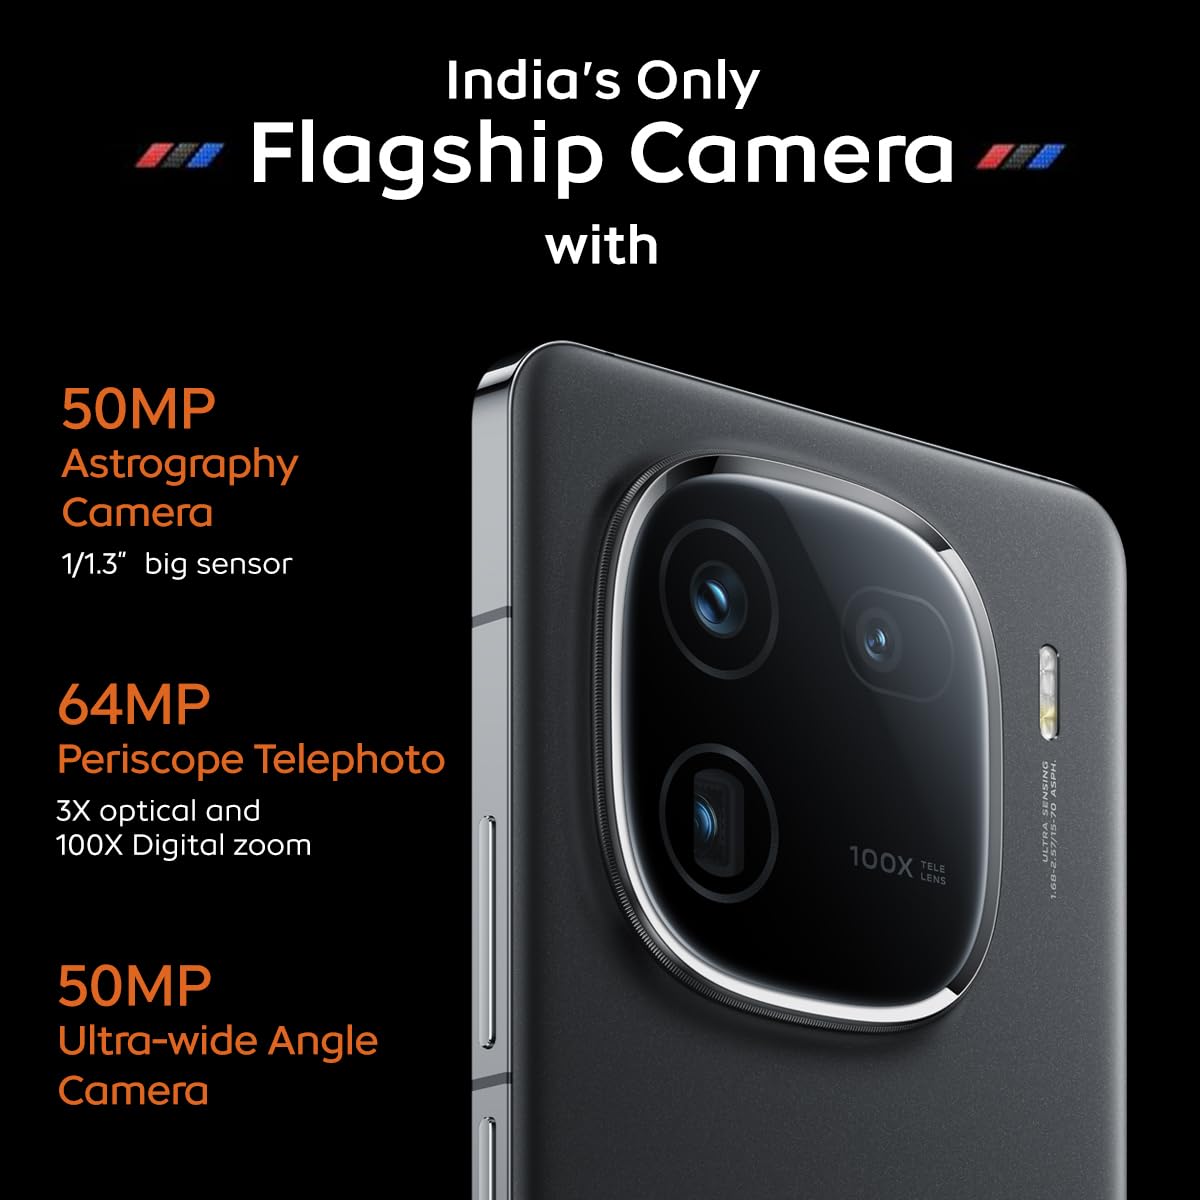 India's Only
Flagship Camera
with
50MP
Astrography
Camera
1/1.3" big sensor
64MP
Periscope Telephoto
3X optical and
100X Digital zoom
50MP
Ultra-wide Angle
Camera
100X TELE
LENS
ULTRA SENSING
1.68-2.57/15-70 ASPH.